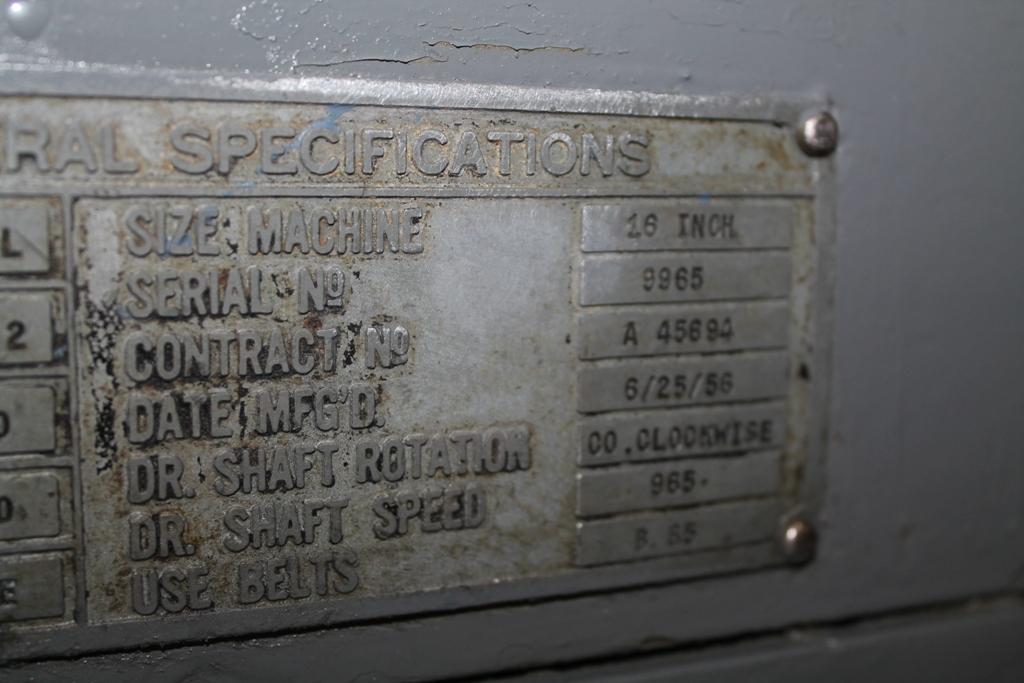 RAL SPECIFICATIONS
L
SIZE MACHINE 16 INCH
SERIAL Nº 9965
2
CONTRACT Nº A 45694
DATE MFG'D. 6/25/56
DR. SHAFT ROTATION CO.CLOCKWISE
DR. SHAFT SPEED 965
USE BELTS B.65
E